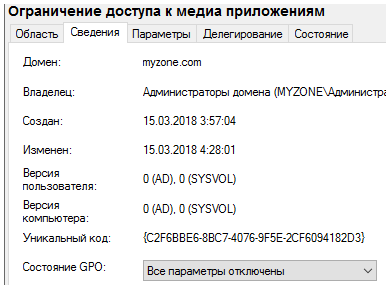 Ограничение доступа к медиа приложениям
Область Сведения Параметры Делегирование Состояние
Домен: myzone.com
Владелец: Администраторы домена (MYZONE\Администра
Создан: 15.03.2018 3:57:04
Изменен: 15.03.2018 4:28:01
Версия
пользователя: 0 (AD), 0 (SYSVOL)
Версия
компьютера: 0 (AD), 0 (SYSVOL)
Уникальный код: {C2F6BBE6-8BC7-4076-9F5E-2CF6094182D3}
Состояние GPO: Все параметры отключены